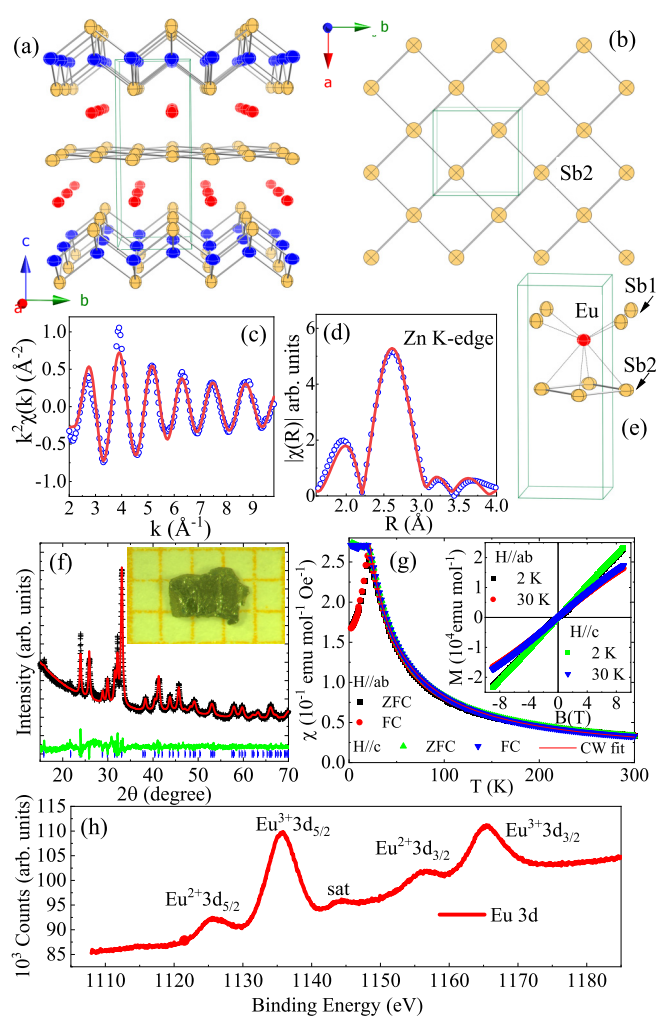 (a)
c
a
b
b
a
(b)
Sb2
(c)
k²χ(k) (Å⁻²)
1.0
0.5
0.0
-0.5
-1.0
2 3 4 5 6 7 8 9
k (Å⁻¹)
(d) Zn K-edge
|χ(R)| arb. units
6
3
0
2.0 2.5 3.0 3.5 4.0
R (Å)
Sb1
Eu
Sb2
(e)
(f)
Intensity (arb. units)
20 30 40 50 60 70
2θ (degree)
(g)
χ (10⁻¹ emu mol⁻¹ Oe⁻¹)
2.5
2.0
1.5
1.0
0.5
0.0
0 100 200 300
T (K)
H//ab
ZFC
FC
H//c ZFC FC CW fit
M (10⁴emu mol⁻¹)
2
1
0
-1
-2
-8 0 8
B(T)
H//ab
2 K
30 K
H//c
2 K
30 K
(h)
10³ Counts (arb. units)
115
110
105
100
95
90
85
Eu²⁺3d₅/₂
Eu³⁺3d₅/₂
sat
Eu²⁺3d₃/₂
Eu³⁺3d₃/₂
Eu 3d
1110 1120 1130 1140 1150 1160 1170 1180
Binding Energy (eV)